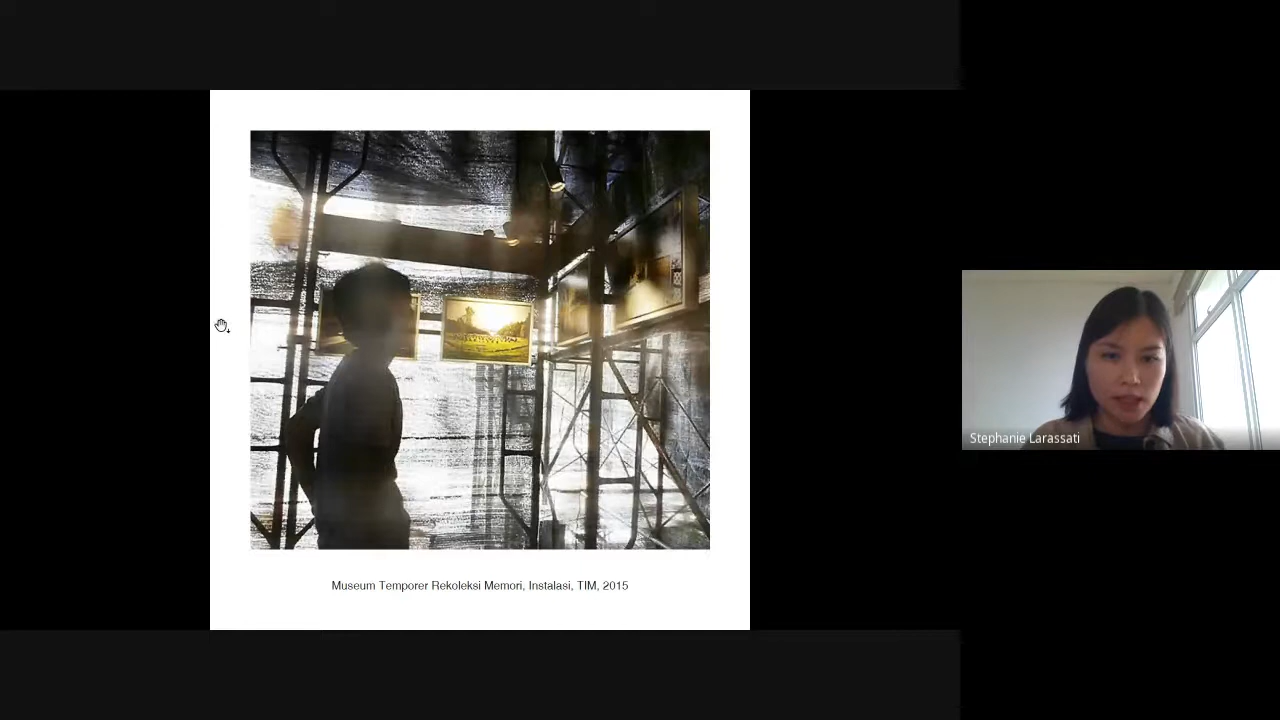 Museum Temporer Rekoleksi Memori, Instalasi, TIM, 2015
Stephanie Larassati